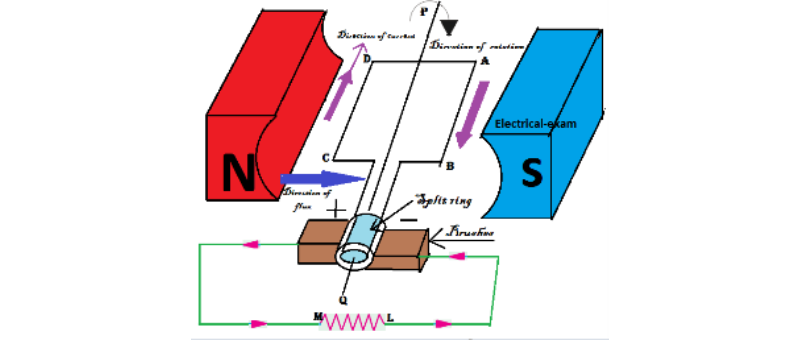 P
Direction of current
Direction of rotation
D
A
Electrical-exam
N
C
B
S
Direction of
flux
+
Split ring
−
Brushes
Q
M
L